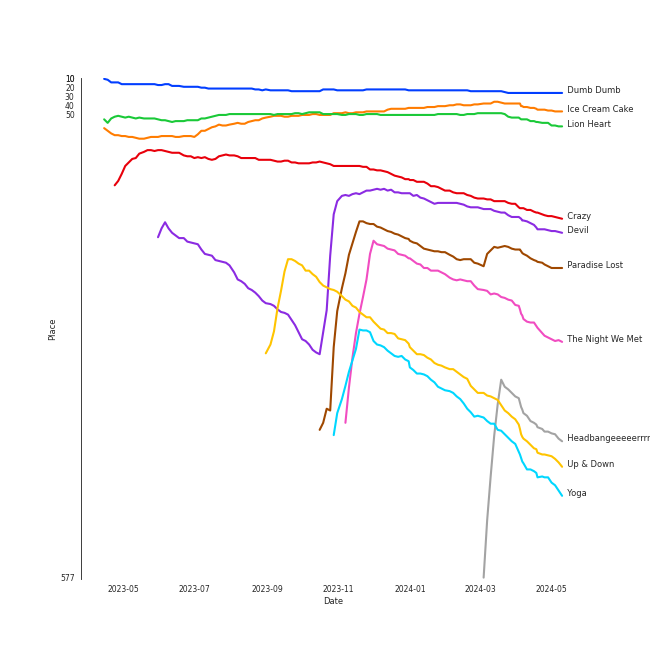 10
20
30
40
50
577
Place
Dumb Dumb
Ice Cream Cake
Lion Heart
Crazy
Devil
Paradise Lost
The Night We Met
Headbangeeeeerrrr
Up & Down
Yoga
2023-05 2023-07 2023-09 2023-11 2024-01 2024-03 2024-05
Date